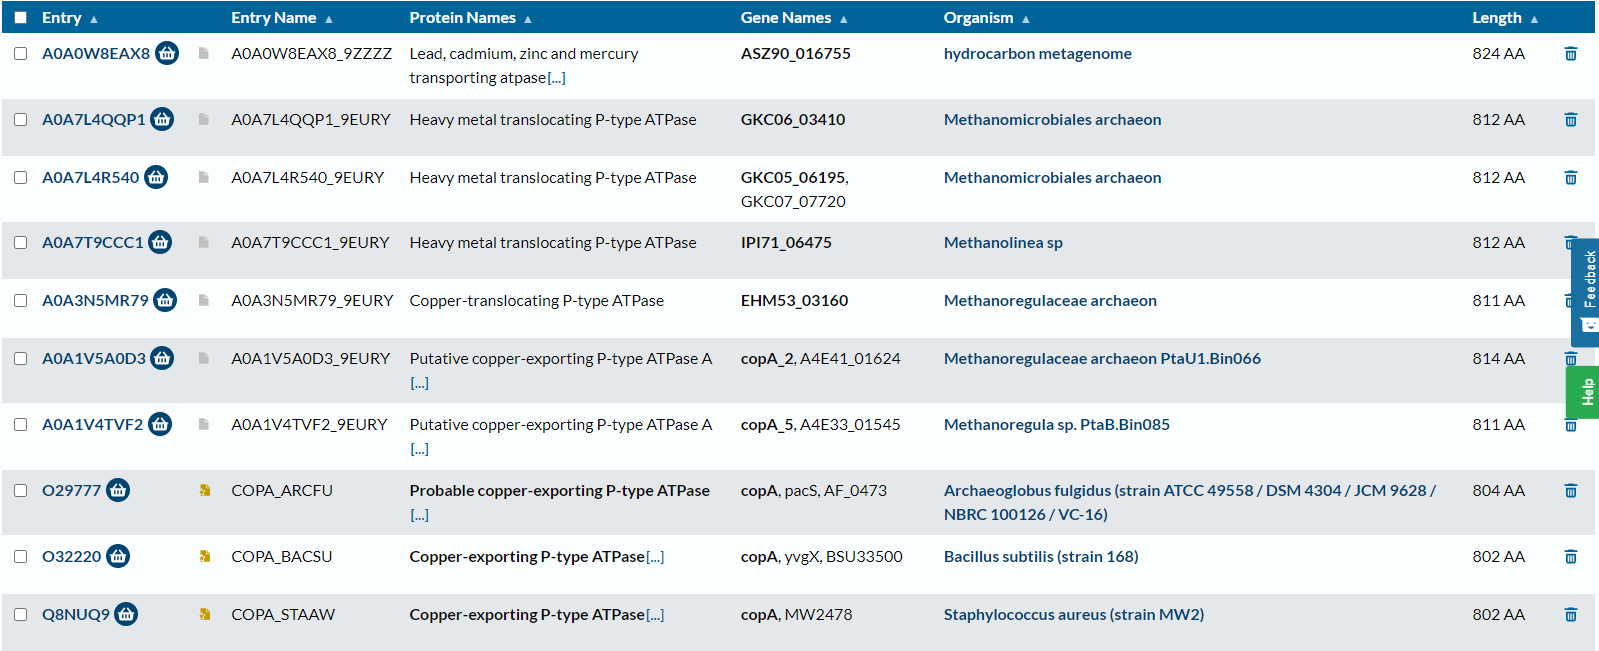 Entry ▲ Entry Name ▲ Protein Names ▲ Gene Names ▲ Organism ▲ Length ▲
A0A0W8EAX8 A0A0W8EAX8_9ZZZZ Lead, cadmium, zinc and mercury ASZ90_016755 hydrocarbon metagenome 824 AA
transporting atpase[...]
A0A7L4QQP1 A0A7L4QQP1_9EURY Heavy metal translocating P-type ATPase GKC06_03410 Methanomicrobiales archaeon 812 AA
A0A7L4R540 A0A7L4R540_9EURY Heavy metal translocating P-type ATPase GKC05_06195, Methanomicrobiales archaeon 812 AA
GKC07_07720
A0A7T9CCC1 A0A7T9CCC1_9EURY Heavy metal translocating P-type ATPase IPI71_06475 Methanolinea sp 812 AA
A0A3N5MR79 A0A3N5MR79_9EURY Copper-translocating P-type ATPase EHM53_03160 Methanoregulaceae archaeon 811 AA
A0A1V5A0D3 A0A1V5A0D3_9EURY Putative copper-exporting P-type ATPase A copA_2, A4E41_01624 Methanoregulaceae archaeon PtaU1.Bin066 814 AA
[...]
A0A1V4TVF2 A0A1V4TVF2_9EURY Putative copper-exporting P-type ATPase A copA_5, A4E33_01545 Methanoregula sp. PtaB.Bin085 811 AA
[...]
O29777 COPA_ARCFU Probable copper-exporting P-type ATPase copA, pacS, AF_0473 Archaeoglobus fulgidus (strain ATCC 49558 / DSM 4304 / JCM 9628 / 804 AA
[...] NBRC 100126 / VC-16)
O32220 COPA_BACSU Copper-exporting P-type ATPase[...] copA, yvgX, BSU33500 Bacillus subtilis (strain 168) 802 AA
Q8NUQ9 COPA_STAAW Copper-exporting P-type ATPase[...] copA, MW2478 Staphylococcus aureus (strain MW2) 802 AA
Feedback
Help